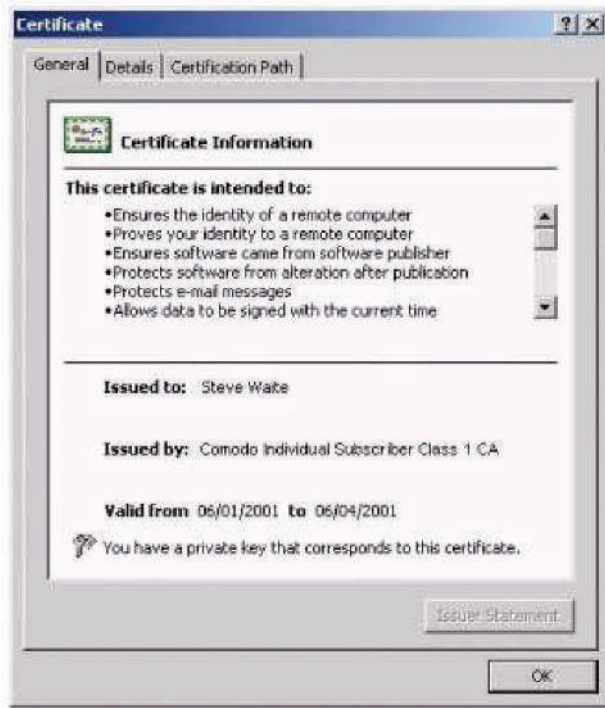 Certificate
General Details Certification Path
Certificate Information
This certificate is intended to:
•Ensures the identity of a remote computer
•Proves your identity to a remote computer
•Ensures software came from software publisher
•Protects software from alteration after publication
•Protects e-mail messages
•Allows data to be signed with the current time
Issued to: Steve Waite
Issued by: Comodo Individual Subscriber Class 1 CA
Valid from 06/01/2001 to 06/04/2001
You have a private key that corresponds to this certificate.
Issuer Statement
OK